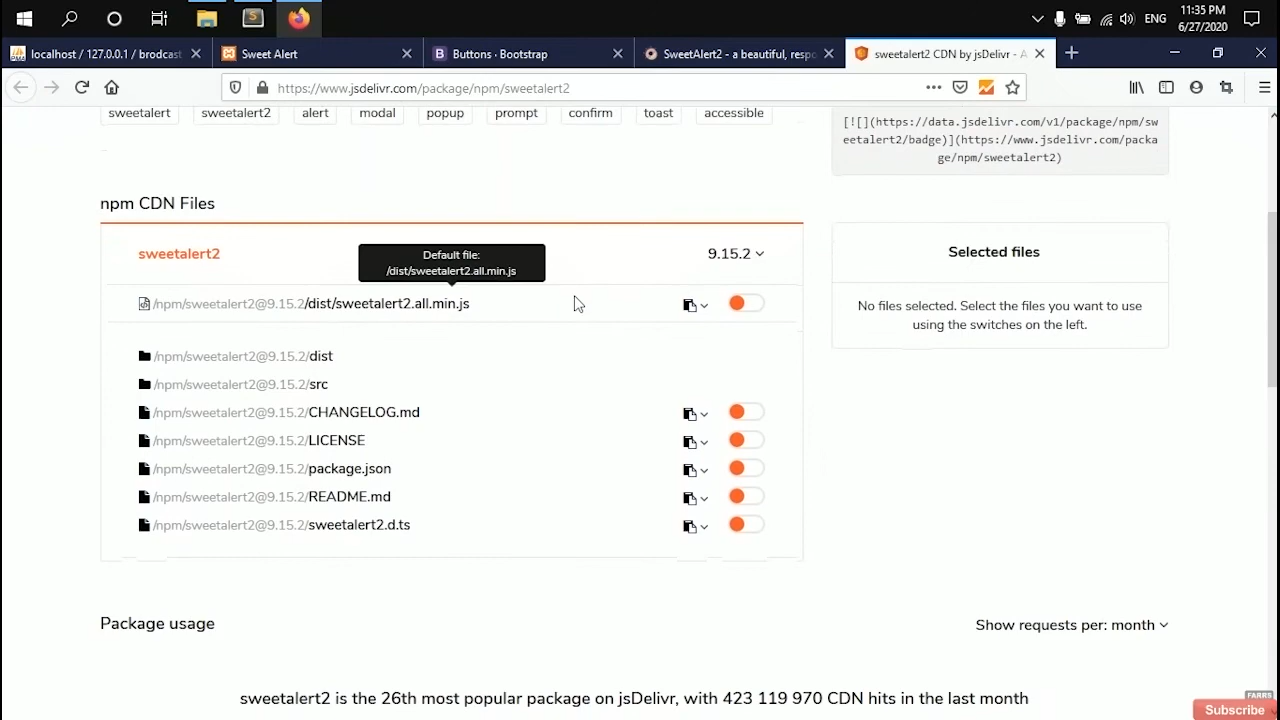 11:35 PM
ENG
6/27/2020
localhost / 127.0.0.1 / broadcast
Sweet Alert
Buttons · Bootstrap
SweetAlert2 - a beautiful, respo
sweetalert2 CDN by jsDelivr - A
https://www.jsdelivr.com/package/npm/sweetalert2
sweetalert
sweetalert2
alert
modal
popup
prompt
confirm
toast
accessible
[![](https://data.jsdelivr.com/v1/package/npm/sw
eetalert2/badge)](https://www.jsdelivr.com/packa
ge/npm/sweetalert2)
npm CDN Files
sweetalert2
Default file:
/dist/sweetalert2.all.min.js
9.15.2
Selected files
/npm/sweetalert2@9.15.2/dist/sweetalert2.all.min.js
No files selected. Select the files you want to use
using the switches on the left.
/npm/sweetalert2@9.15.2/dist
/npm/sweetalert2@9.15.2/src
/npm/sweetalert2@9.15.2/CHANGELOG.md
/npm/sweetalert2@9.15.2/LICENSE
/npm/sweetalert2@9.15.2/package.json
/npm/sweetalert2@9.15.2/README.md
/npm/sweetalert2@9.15.2/sweetalert2.d.ts
Package usage
Show requests per: month
sweetalert2 is the 26th most popular package on jsDelivr, with 423 119 970 CDN hits in the last month
FARRS
Subscribe